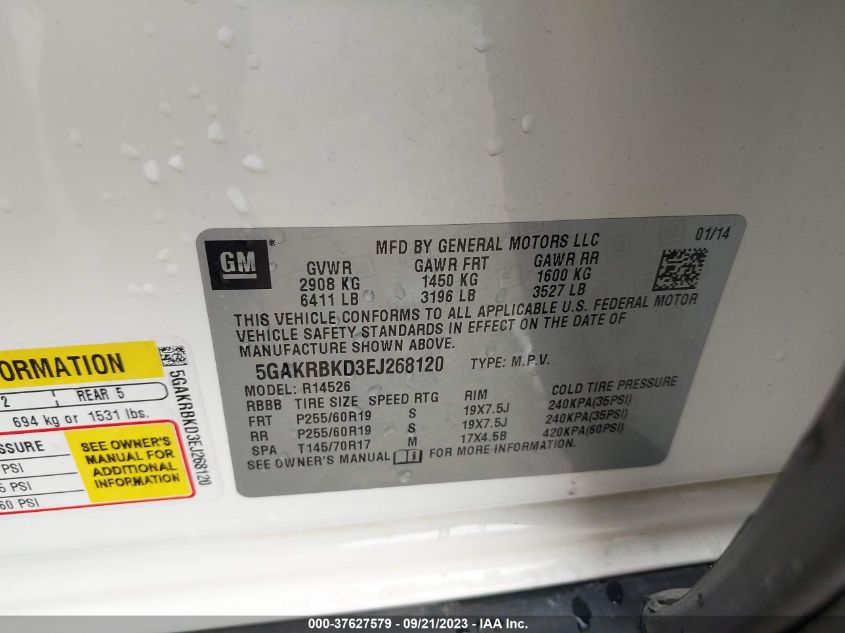 GM
MFD BY GENERAL MOTORS LLC
01/14
GVWR GAWR FRT GAWR RR
2908 KG 1450 KG 1600 KG
6411 LB 3196 LB 3527 LB
THIS VEHICLE CONFORMS TO ALL APPLICABLE U.S. FEDERAL MOTOR
VEHICLE SAFETY STANDARDS IN EFFECT ON THE DATE OF
MANUFACTURE SHOWN ABOVE.
5GAKRBKD3EJ268120 TYPE: M.P.V.
MODEL: R14526
RBBB TIRE SIZE SPEED RTG RIM COLD TIRE PRESSURE
FRT P255/60R19 S 19X7.5J 240KPA(35PSI)
RR P255/60R19 S 19X7.5J 240KPA(35PSI)
SPA T145/70R17 M 17X4.5B 420KPA(60PSI)
SEE OWNER'S MANUAL FOR MORE INFORMATION.
ORMATION
2 REAR 5
694 kg or 1531 lbs.
SSURE
PSI
5 PSI
60 PSI
SEE OWNER'S
MANUAL FOR
ADDITIONAL
INFORMATION
5GAKRBKD3EJ268120
000-37627579 - 09/21/2023 - IAA Inc.